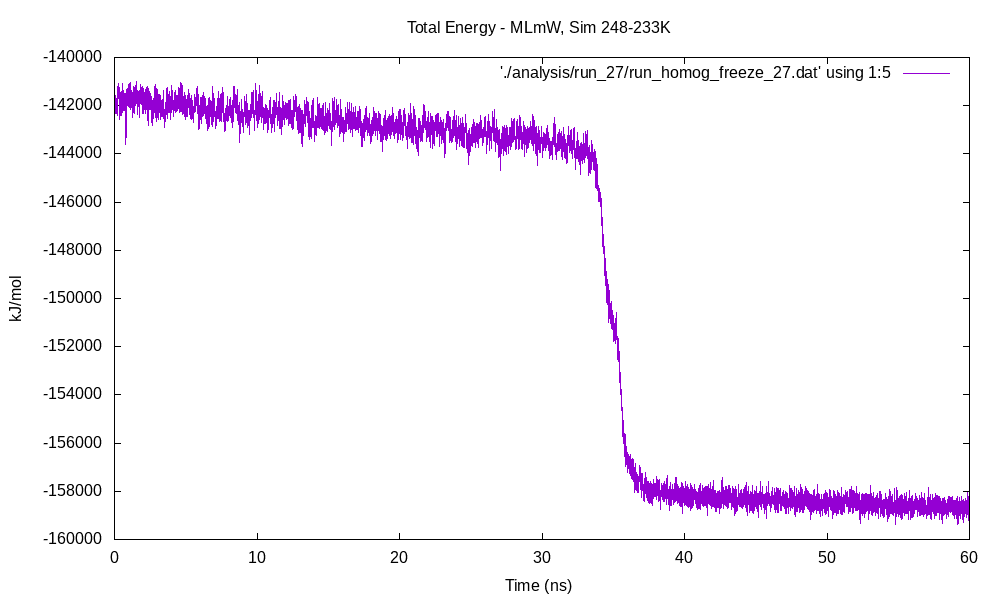 Total Energy - MLmW, Sim 248-233K
'./analysis/run_27/run_homog_freeze_27.dat' using 1:5
-140000
-142000
-144000
-146000
-148000
-150000
-152000
-154000
-156000
-158000
-160000
kJ/mol
0 10 20 30 40 50 60
Time (ns)